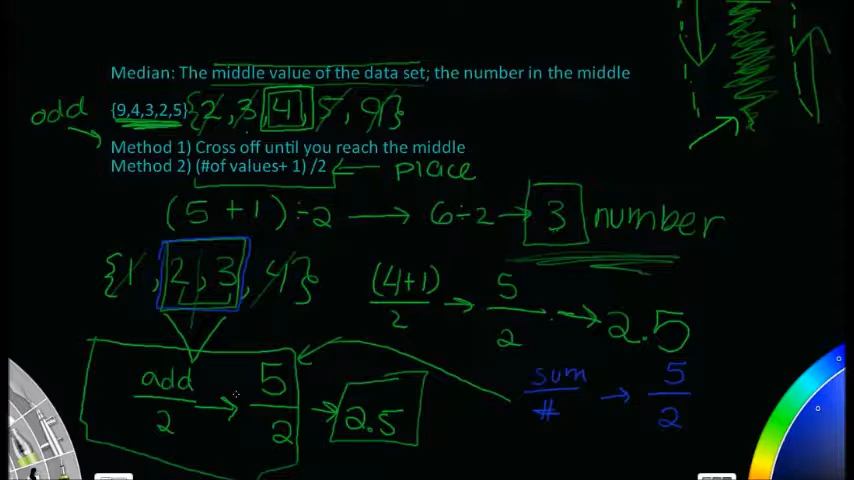 Median: The middle value of the data set; the number in the middle
odd {9,4,3,2,5} {2,3,4,5,9}
Method 1) Cross off until you reach the middle
Method 2) (#of values+ 1) /2 ← place
(5+1)÷2 → 6÷2 → 3 number
{1,2,3,4} (4+1)/2 → 5/2 → 2.5
add/2 → 5/2 → 2.5 sum/# → 5/2